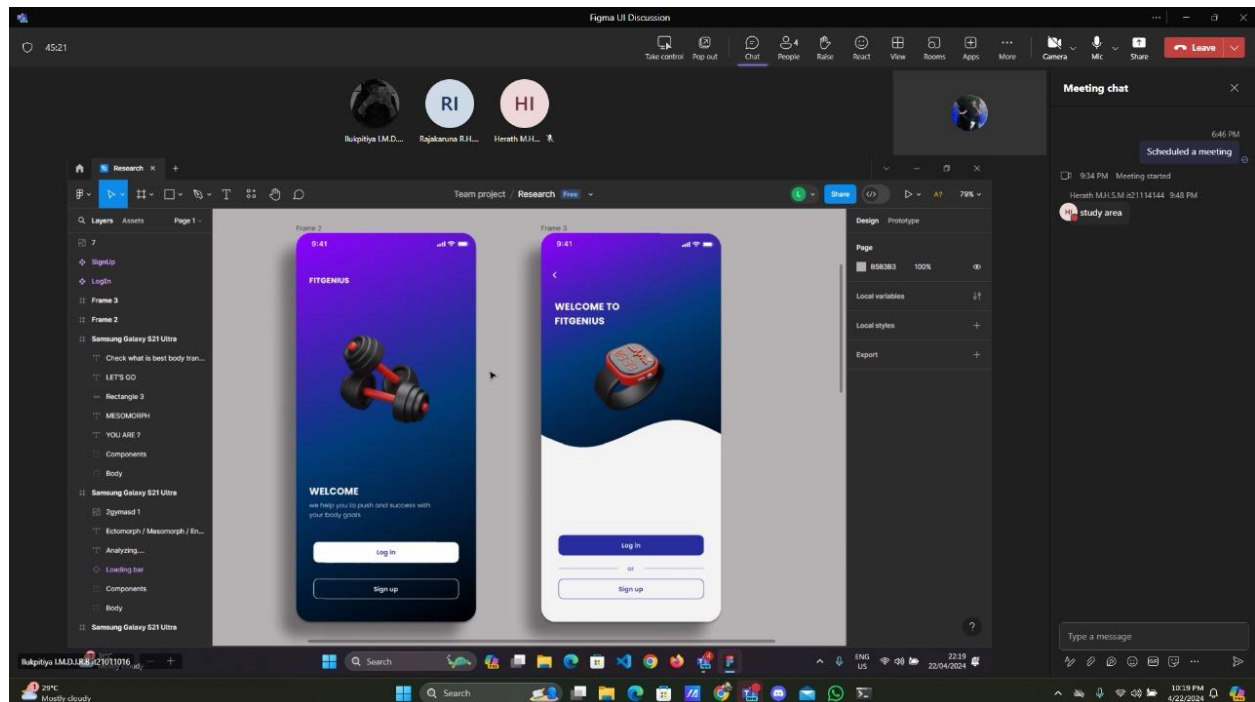 Figma UI Discussion
45:21
Take control
Pop out
Chat
People
4
Raise
React
View
Rooms
Apps
More
Camera
Mic
Share
Leave
RI
HI
Ilukpitiya I.M.D....
Rajakaruna R.H....
Herath M.H....
Meeting chat
6:46 PM
Scheduled a meeting
9:34 PM Meeting started
Herath M.H.S.M it21114144 9:48 PM
HI
study area
Type a message
Research
Team project / Research Free
L
Share
A?
79%
Layers Assets Page 1
7
SignUp
LogIn
Frame 3
Frame 2
Samsung Galaxy S21 Ultra
Check what is best body tran...
LET'S GO
Rectangle 3
MESOMORPH
YOU ARE ?
Components
Body
Samsung Galaxy S21 Ultra
2gymasd 1
Ectomorph / Mesomorph / En...
Analyzing....
Loading bar
Components
Body
Samsung Galaxy S21 Ultra
Frame 2
9:41
FITGENIUS
WELCOME
we help you to push and success with
your body goals
Log in
Sign up
Frame 3
9:41
WELCOME TO
FITGENIUS
Log in
or
Sign up
Design Prototype
Page
B5B3B3 100%
Local variables
Local styles
Export
?
Ilukpitiya I.M.D.J.R.B it21011016
Search
ENG
US
22:19
22/04/2024
29°C
Mostly cloudy
Search
10:19 PM
4/22/2024